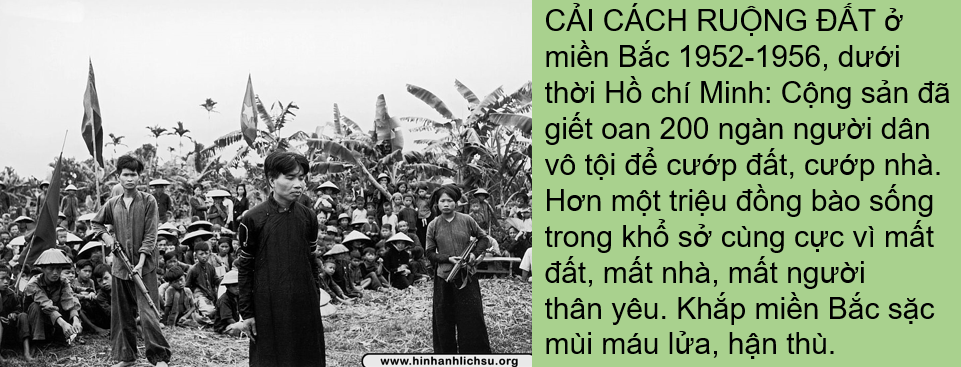 CẢI CÁCH RUỘNG ĐẤT ở
miền Bắc 1952-1956, dưới
thời Hồ chí Minh: Cộng sản đã
giết oan 200 ngàn người dân
vô tội để cướp đất, cướp nhà.
Hơn một triệu đồng bào sống
trong khổ sở cùng cực vì mất
đất, mất nhà, mất người
thân yêu. Khắp miền Bắc sặc
mùi máu lửa, hận thù.
www.hinhanhlichsu.org